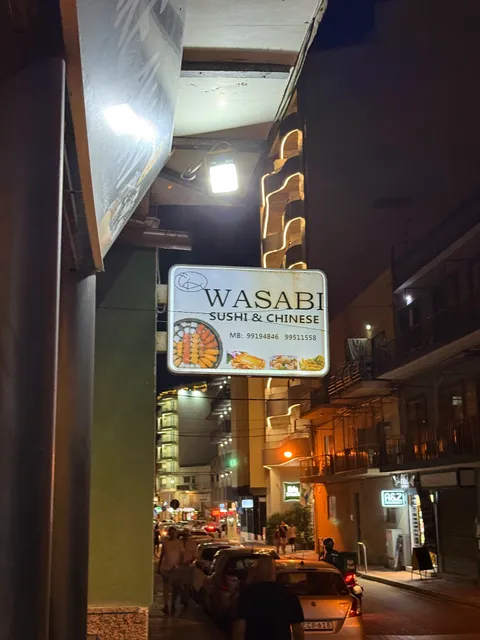 WASABI
SUSHI & CHINESE
MB: 99194846 99511558
A&Z